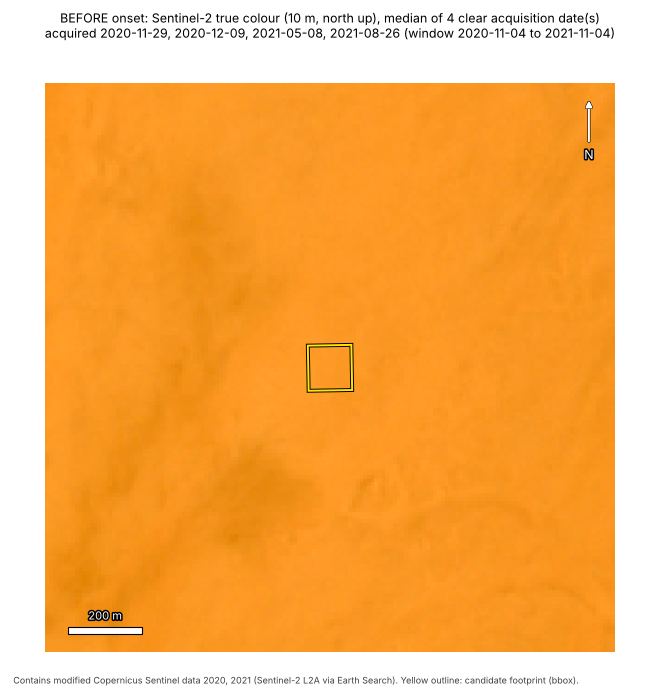 BEFORE onset: Sentinel-2 true colour (10 m, north up), median of 4 clear acquisition date(s)
acquired 2020-11-29, 2020-12-09, 2021-05-08, 2021-08-26 (window 2020-11-04 to 2021-11-04)
N
200 m
Contains modified Copernicus Sentinel data 2020, 2021 (Sentinel-2 L2A via Earth Search). Yellow outline: candidate footprint (bbox).